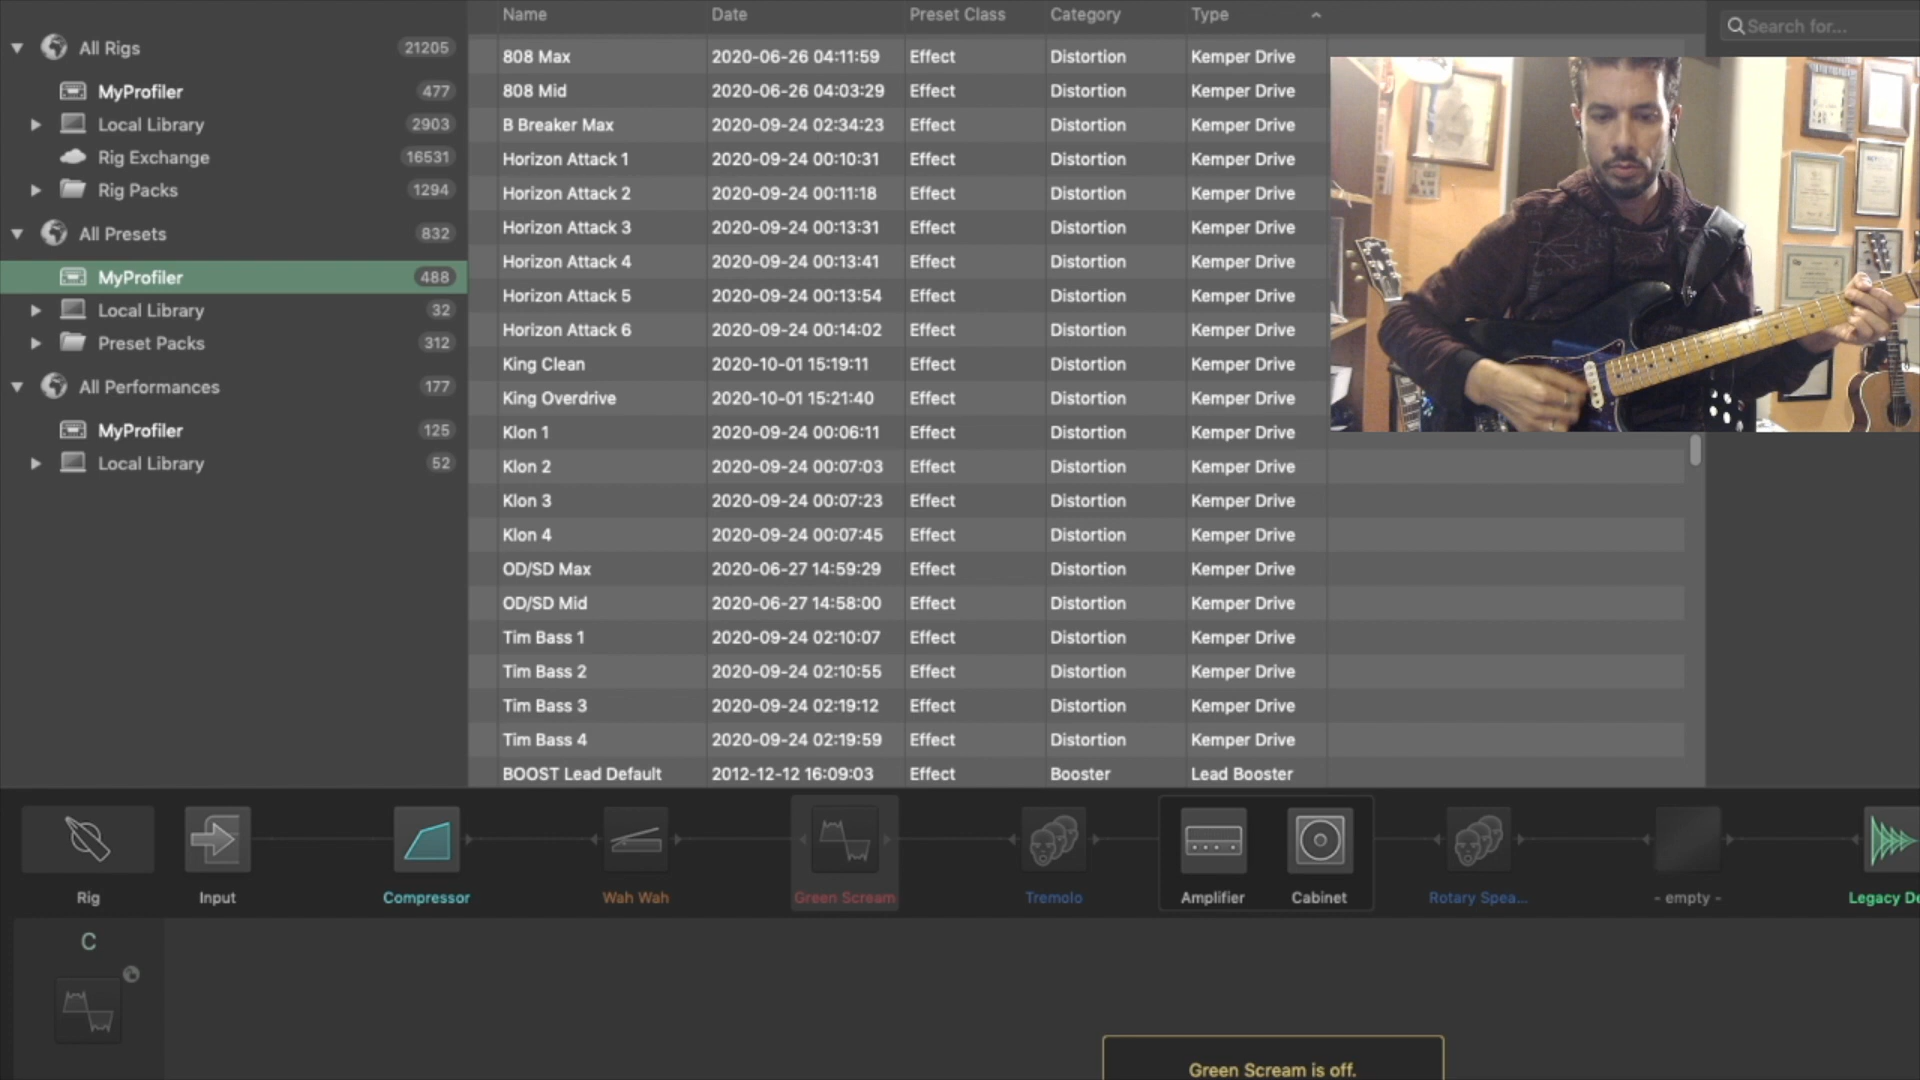 Name Date Preset Class Category Type
Search for...
All Rigs 21205
MyProfiler 477
Local Library 2903
Rig Exchange 16531
Rig Packs 1294
All Presets 832
MyProfiler 488
Local Library 32
Preset Packs 312
All Performances 177
MyProfiler 125
Local Library 52
808 Max 2020-06-26 04:11:59 Effect Distortion Kemper Drive
808 Mid 2020-06-26 04:03:29 Effect Distortion Kemper Drive
B Breaker Max 2020-09-24 02:34:23 Effect Distortion Kemper Drive
Horizon Attack 1 2020-09-24 00:10:31 Effect Distortion Kemper Drive
Horizon Attack 2 2020-09-24 00:11:18 Effect Distortion Kemper Drive
Horizon Attack 3 2020-09-24 00:13:31 Effect Distortion Kemper Drive
Horizon Attack 4 2020-09-24 00:13:41 Effect Distortion Kemper Drive
Horizon Attack 5 2020-09-24 00:13:54 Effect Distortion Kemper Drive
Horizon Attack 6 2020-09-24 00:14:02 Effect Distortion Kemper Drive
King Clean 2020-10-01 15:19:11 Effect Distortion Kemper Drive
King Overdrive 2020-10-01 15:21:40 Effect Distortion Kemper Drive
Klon 1 2020-09-24 00:06:11 Effect Distortion Kemper Drive
Klon 2 2020-09-24 00:07:03 Effect Distortion Kemper Drive
Klon 3 2020-09-24 00:07:23 Effect Distortion Kemper Drive
Klon 4 2020-09-24 00:07:45 Effect Distortion Kemper Drive
OD/SD Max 2020-06-27 14:59:29 Effect Distortion Kemper Drive
OD/SD Mid 2020-06-27 14:58:00 Effect Distortion Kemper Drive
Tim Bass 1 2020-09-24 02:10:07 Effect Distortion Kemper Drive
Tim Bass 2 2020-09-24 02:10:55 Effect Distortion Kemper Drive
Tim Bass 3 2020-09-24 02:19:12 Effect Distortion Kemper Drive
Tim Bass 4 2020-09-24 02:19:59 Effect Distortion Kemper Drive
BOOST Lead Default 2012-12-12 16:09:03 Effect Booster Lead Booster
Rig Input Compressor Wah Wah Green Scream Tremolo Amplifier Cabinet Rotary Spea... - empty - Legacy De
C
Green Scream is off.